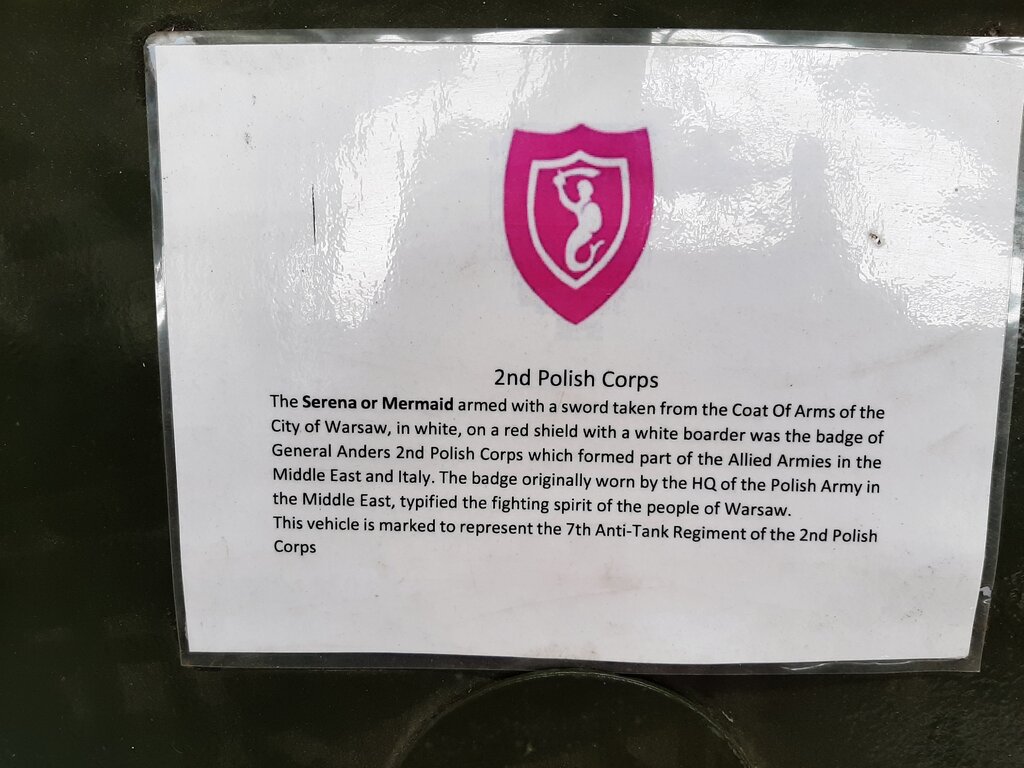 2nd Polish Corps
The Serena or Mermaid armed with a sword taken from the Coat Of Arms of the
City of Warsaw, in white, on a red shield with a white boarder was the badge of
General Anders 2nd Polish Corps which formed part of the Allied Armies in the
Middle East and Italy. The badge originally worn by the HQ of the Polish Army in
the Middle East, typified the fighting spirit of the people of Warsaw.
This vehicle is marked to represent the 7th Anti-Tank Regiment of the 2nd Polish
Corps